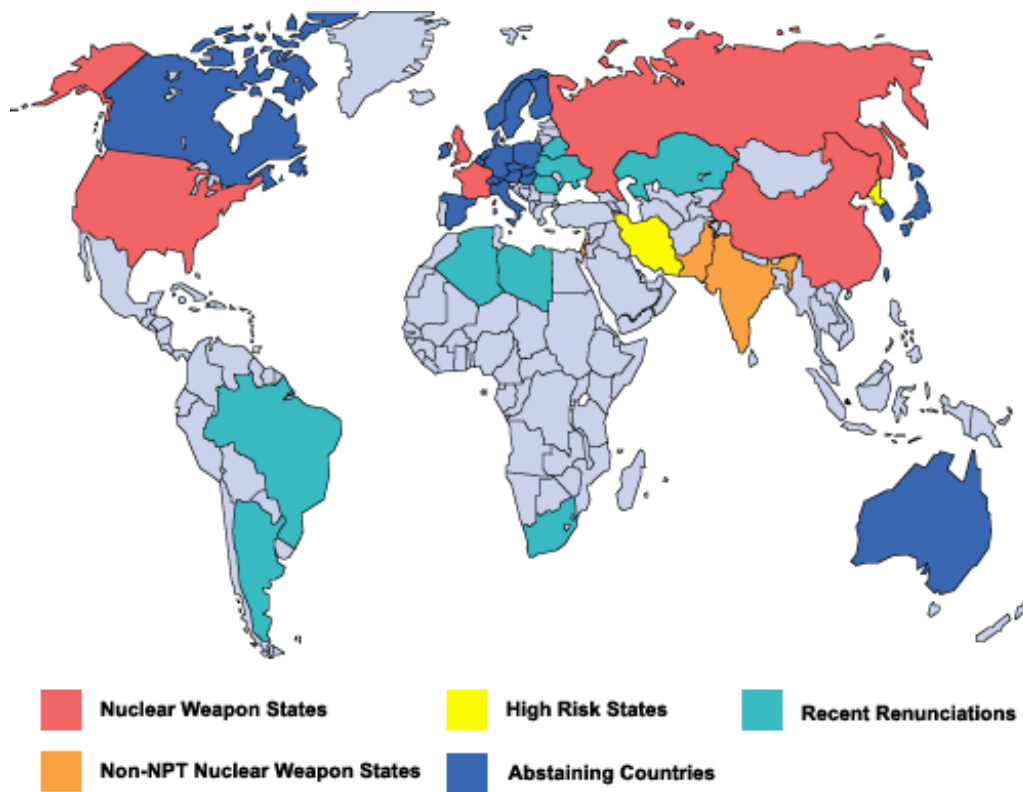 Nuclear Weapon States
High Risk States
Recent Renunciations
Non-NPT Nuclear Weapon States
Abstaining Countries